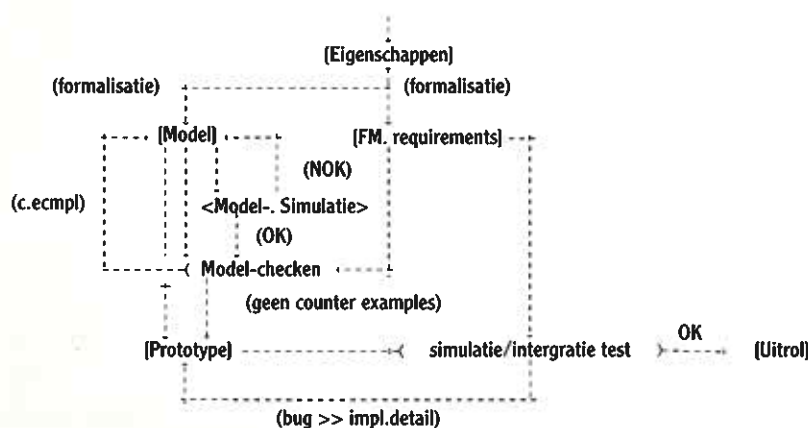 [Eigenschappen]
(formalisatie) (formalisatie)
[Model] [FM. requirements]
(NOK)
(c.ecmpl) <Model-. Simulatie>
(OK)
Model-checken
(geen counter examples)
OK
[Prototype] simulatie/intergratie test [Uitrol]
(bug >> impl.detail)